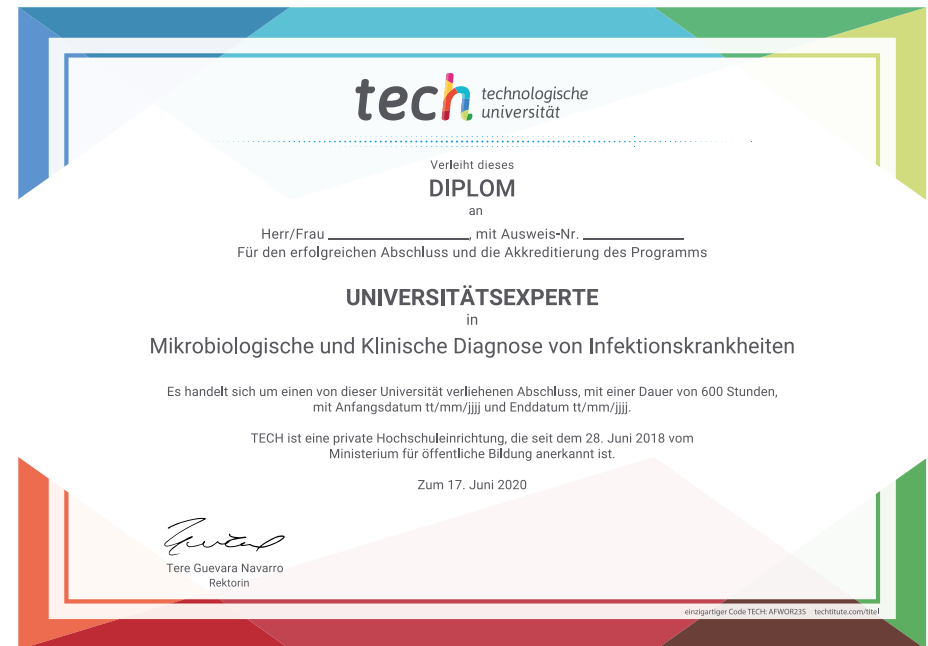 tech technologische
universität
Verleiht dieses
DIPLOM
an
Herr/Frau ____________________, mit Ausweis-Nr. ______________
Für den erfolgreichen Abschluss und die Akkreditierung des Programms
UNIVERSITÄTSEXPERTE
in
Mikrobiologische und Klinische Diagnose von Infektionskrankheiten
Es handelt sich um einen von dieser Universität verliehenen Abschluss, mit einer Dauer von 600 Stunden,
mit Anfangsdatum tt/mm/jjjj und Enddatum tt/mm/jjjj.
TECH ist eine private Hochschuleinrichtung, die seit dem 28. Juni 2018 vom
Ministerium für öffentliche Bildung anerkannt ist.
Zum 17. Juni 2020
Tere Guevara Navarro
Rektorin
einzigartiger Code TECH: AFWOR23S techtitute.com/titel